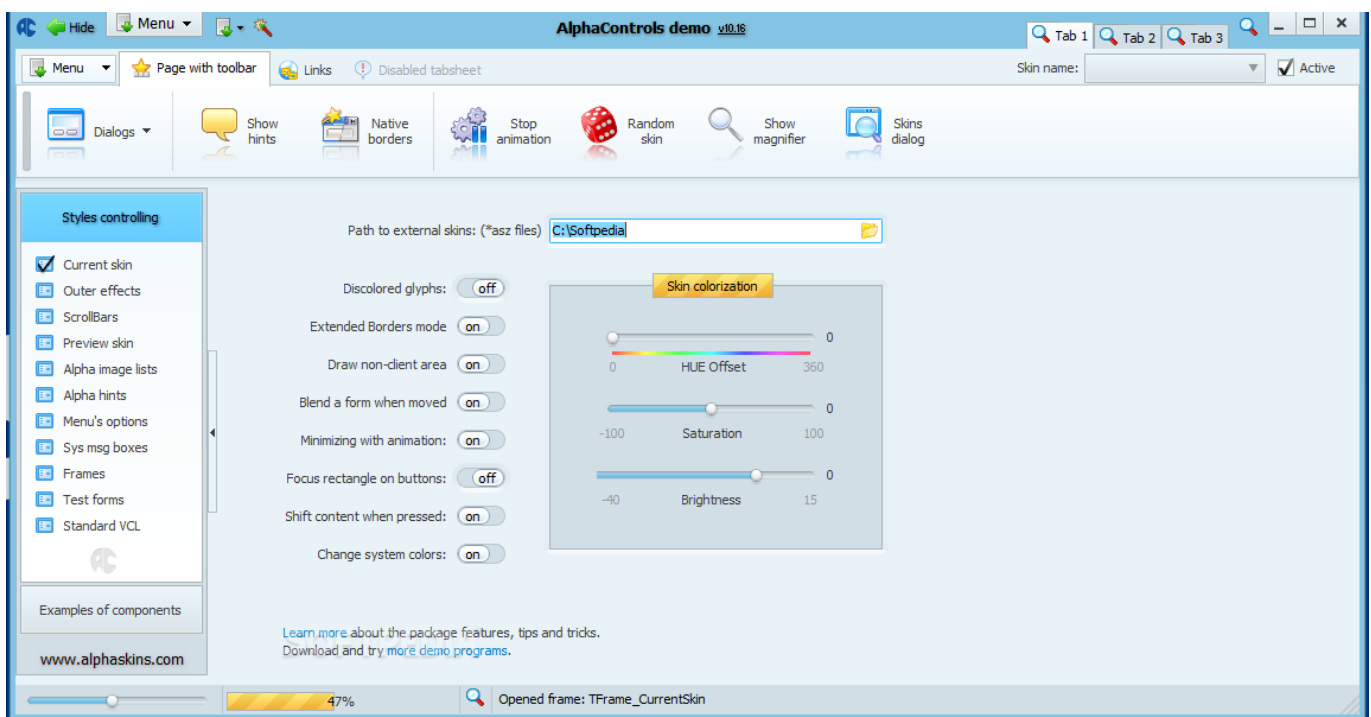 Hide
Menu
AlphaControls demo v10.16
Tab 1
Tab 2
Tab 3
Menu
Page with toolbar
Links
Disabled tabsheet
Skin name:
Active
Dialogs
Show
hints
Native
borders
Stop
animation
Random
skin
Show
magnifier
Skins
dialog
Styles controlling
Current skin
Outer effects
ScrollBars
Preview skin
Alpha image lists
Alpha hints
Menu's options
Sys msg boxes
Frames
Test forms
Standard VCL
Examples of components
www.alphaskins.com
Path to external skins: (*asz files) C:\Softpedia
Discolored glyphs: off
Extended Borders mode on
Draw non-client area on
Blend a form when moved on
Minimizing with animation: on
Focus rectangle on buttons: off
Shift content when pressed: on
Change system colors: on
Skin colorization
0
0 HUE Offset 360
0
-100 Saturation 100
0
-40 Brightness 15
Learn more about the package features, tips and tricks.
Download and try more demo programs.
47%
Opened frame: TFrame_CurrentSkin